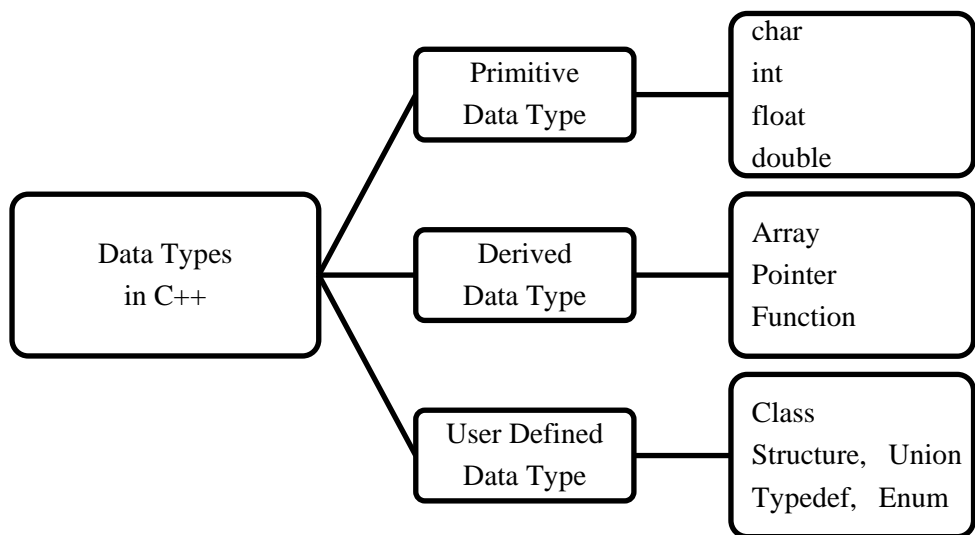 Data Types
in C++
Primitive
Data Type
char
int
float
double
Derived
Data Type
Array
Pointer
Function
User Defined
Data Type
Class
Structure, Union
Typedef, Enum